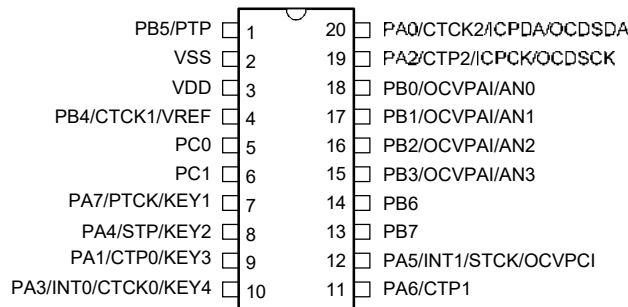 PB5/PTP 1 20 PA0/CTCK2/ICPDA/OCDSDA
VSS 2 19 PA2/CTP2/ICPCK/OCDSCK
VDD 3 18 PB0/OCVPAI/AN0
PB4/CTCK1/VREF 4 17 PB1/OCVPAI/AN1
PC0 5 16 PB2/OCVPAI/AN2
PC1 6 15 PB3/OCVPAI/AN3
PA7/PTCK/KEY1 7 14 PB6
PA4/STP/KEY2 8 13 PB7
PA1/CTP0/KEY3 9 12 PA5/INT1/STCK/OCVPCI
PA3/INT0/CTCK0/KEY4 10 11 PA6/CTP1